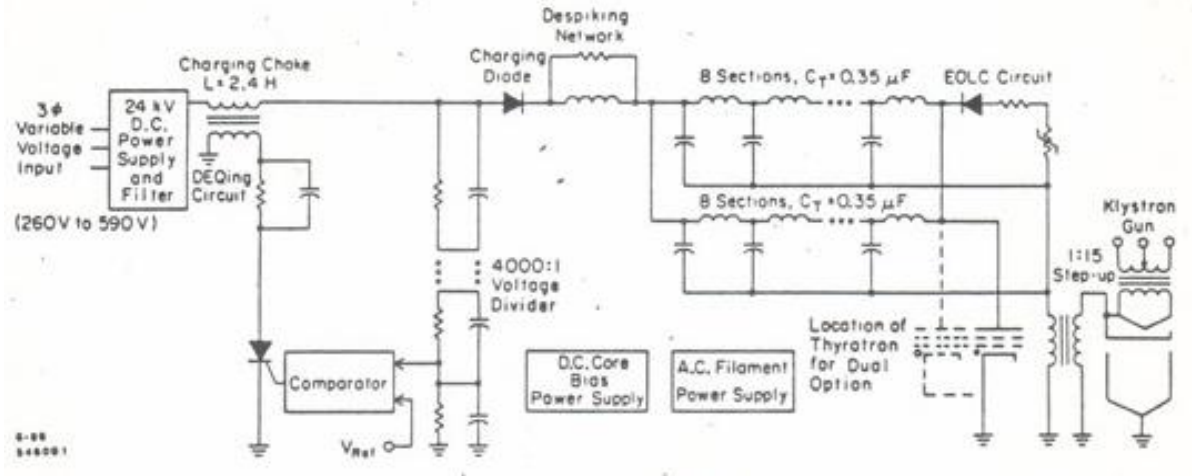 Despiking
Network
Charging Choke
L = 2.4 H
Charging
Diode
8 Sections, C_T = 0.35 μF
EOLC Circuit
3φ
Variable
Voltage
Input
24 kV
D.C.
Power
Supply
and
Filter
(260V to 590V)
DEQing
Circuit
8 Sections, C_T = 0.35 μF
Klystron
Gun
1:15
Step-up
4000:1
Voltage
Divider
Location of
Thyratron
for Dual
Option
Comparator
D.C. Core
Bias
Power Supply
A.C. Filament
Power Supply
V_Ref